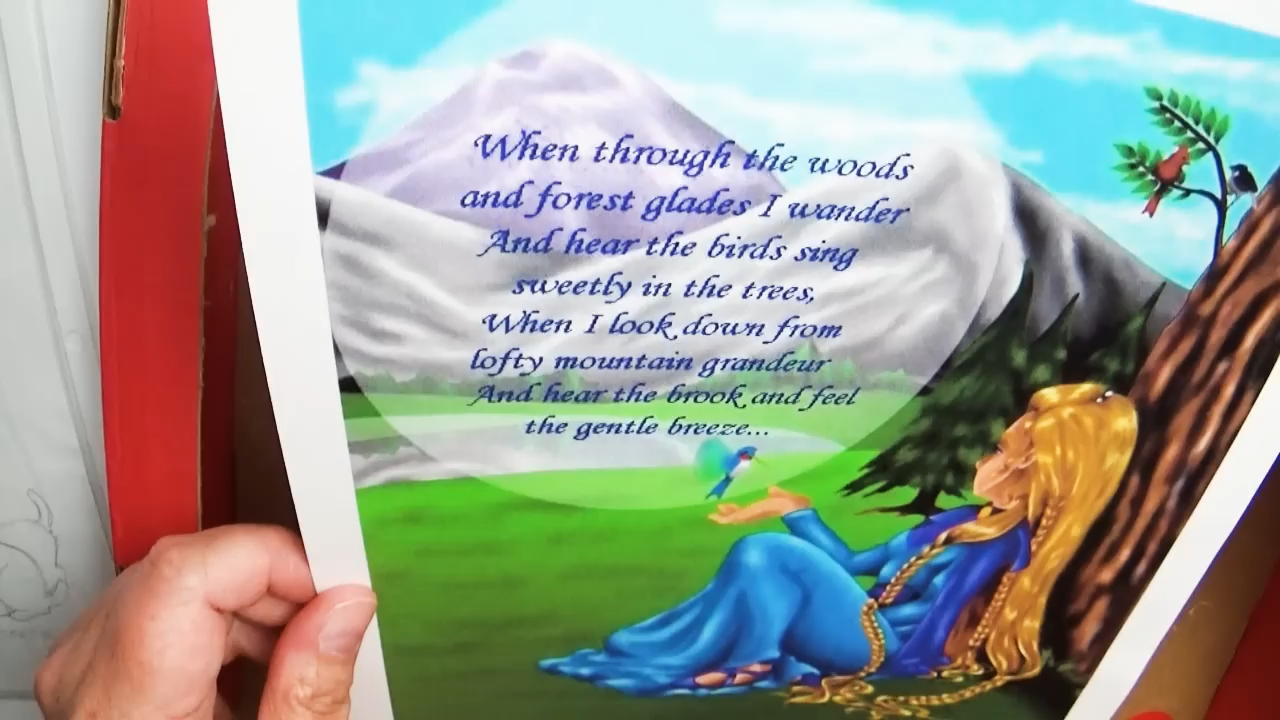 When through the woods
and forest glades I wander
And hear the birds sing
sweetly in the trees,
When I look down from
lofty mountain grandeur
And hear the brook and feel
the gentle breeze...